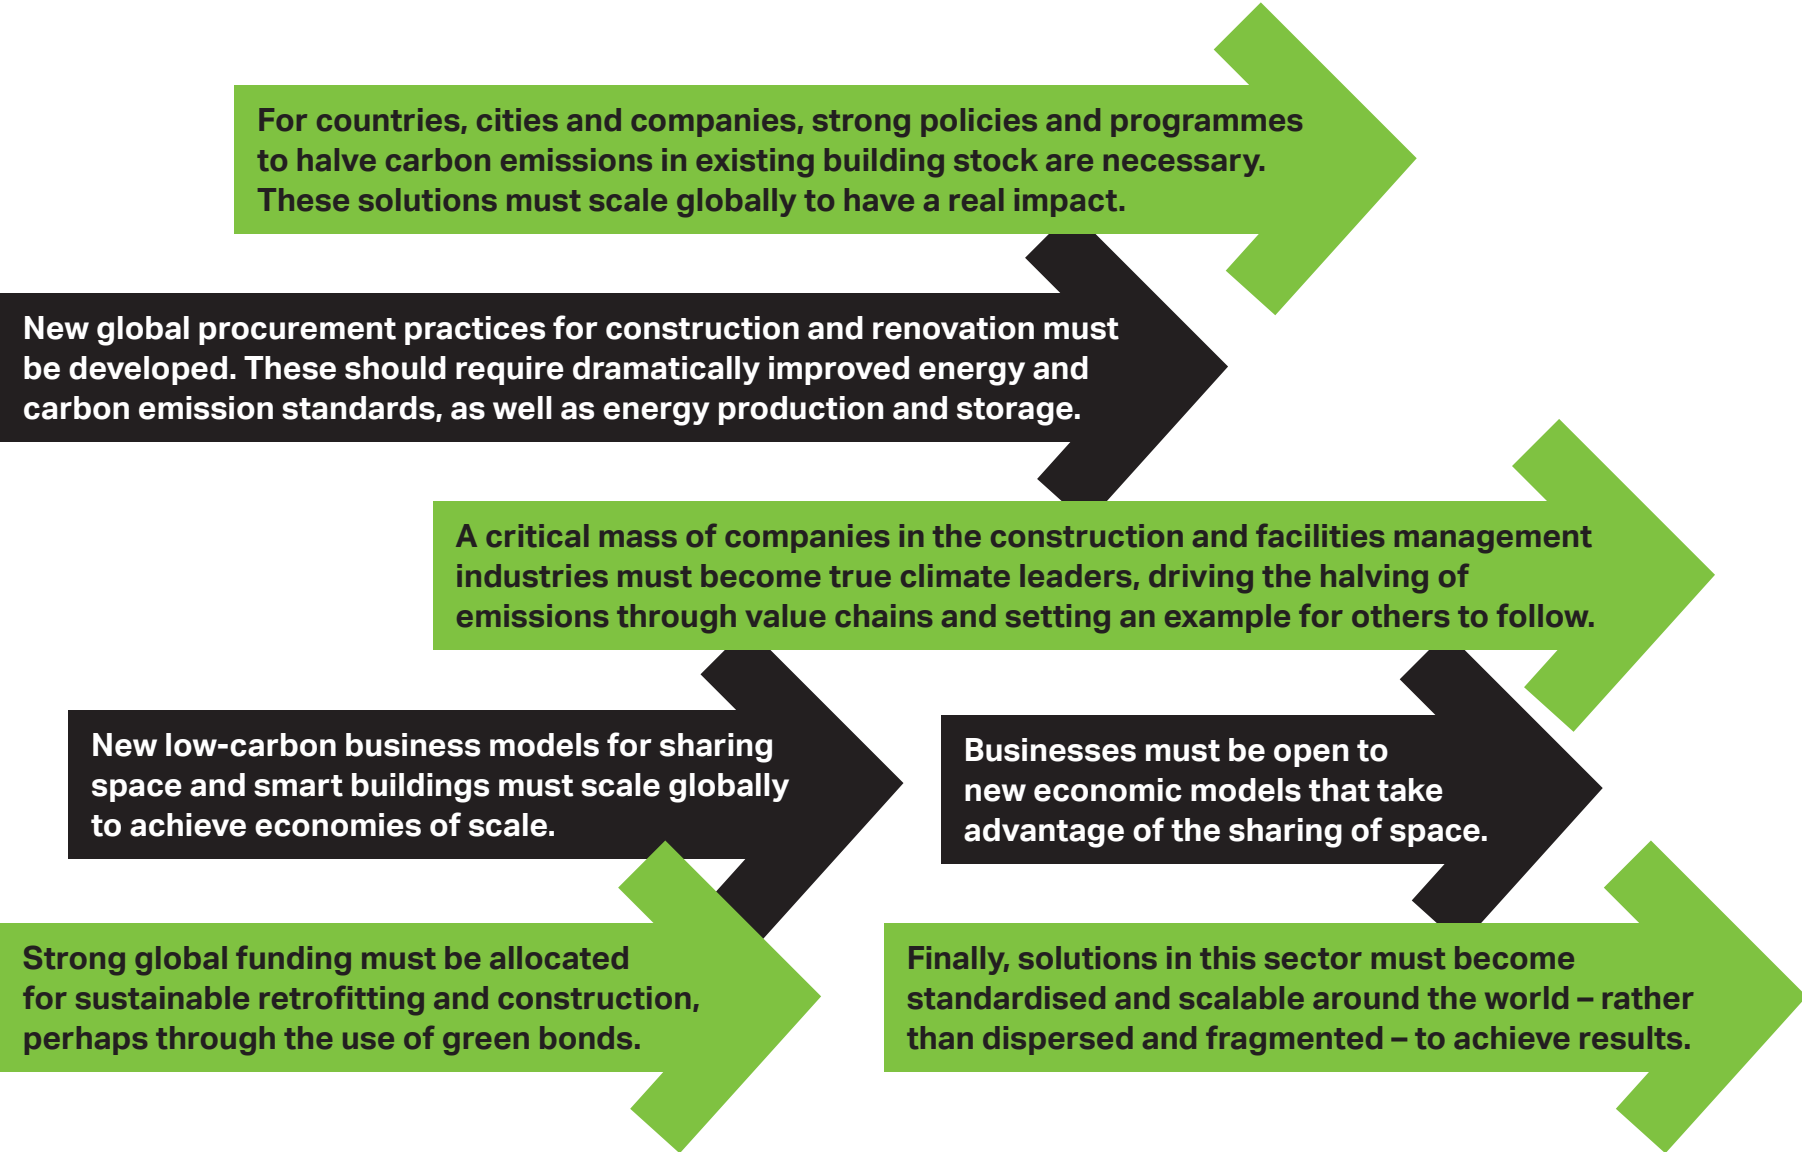 For countries, cities and companies, strong policies and programmes
to halve carbon emissions in existing building stock are necessary.
These solutions must scale globally to have a real impact.
New global procurement practices for construction and renovation must
be developed. These should require dramatically improved energy and
carbon emission standards, as well as energy production and storage.
A critical mass of companies in the construction and facilities management
industries must become true climate leaders, driving the halving of
emissions through value chains and setting an example for others to follow.
New low-carbon business models for sharing
space and smart buildings must scale globally
to achieve economies of scale.
Businesses must be open to
new economic models that take
advantage of the sharing of space.
Strong global funding must be allocated
for sustainable retrofitting and construction,
perhaps through the use of green bonds.
Finally, solutions in this sector must become
standardised and scalable around the world – rather
than dispersed and fragmented – to achieve results.